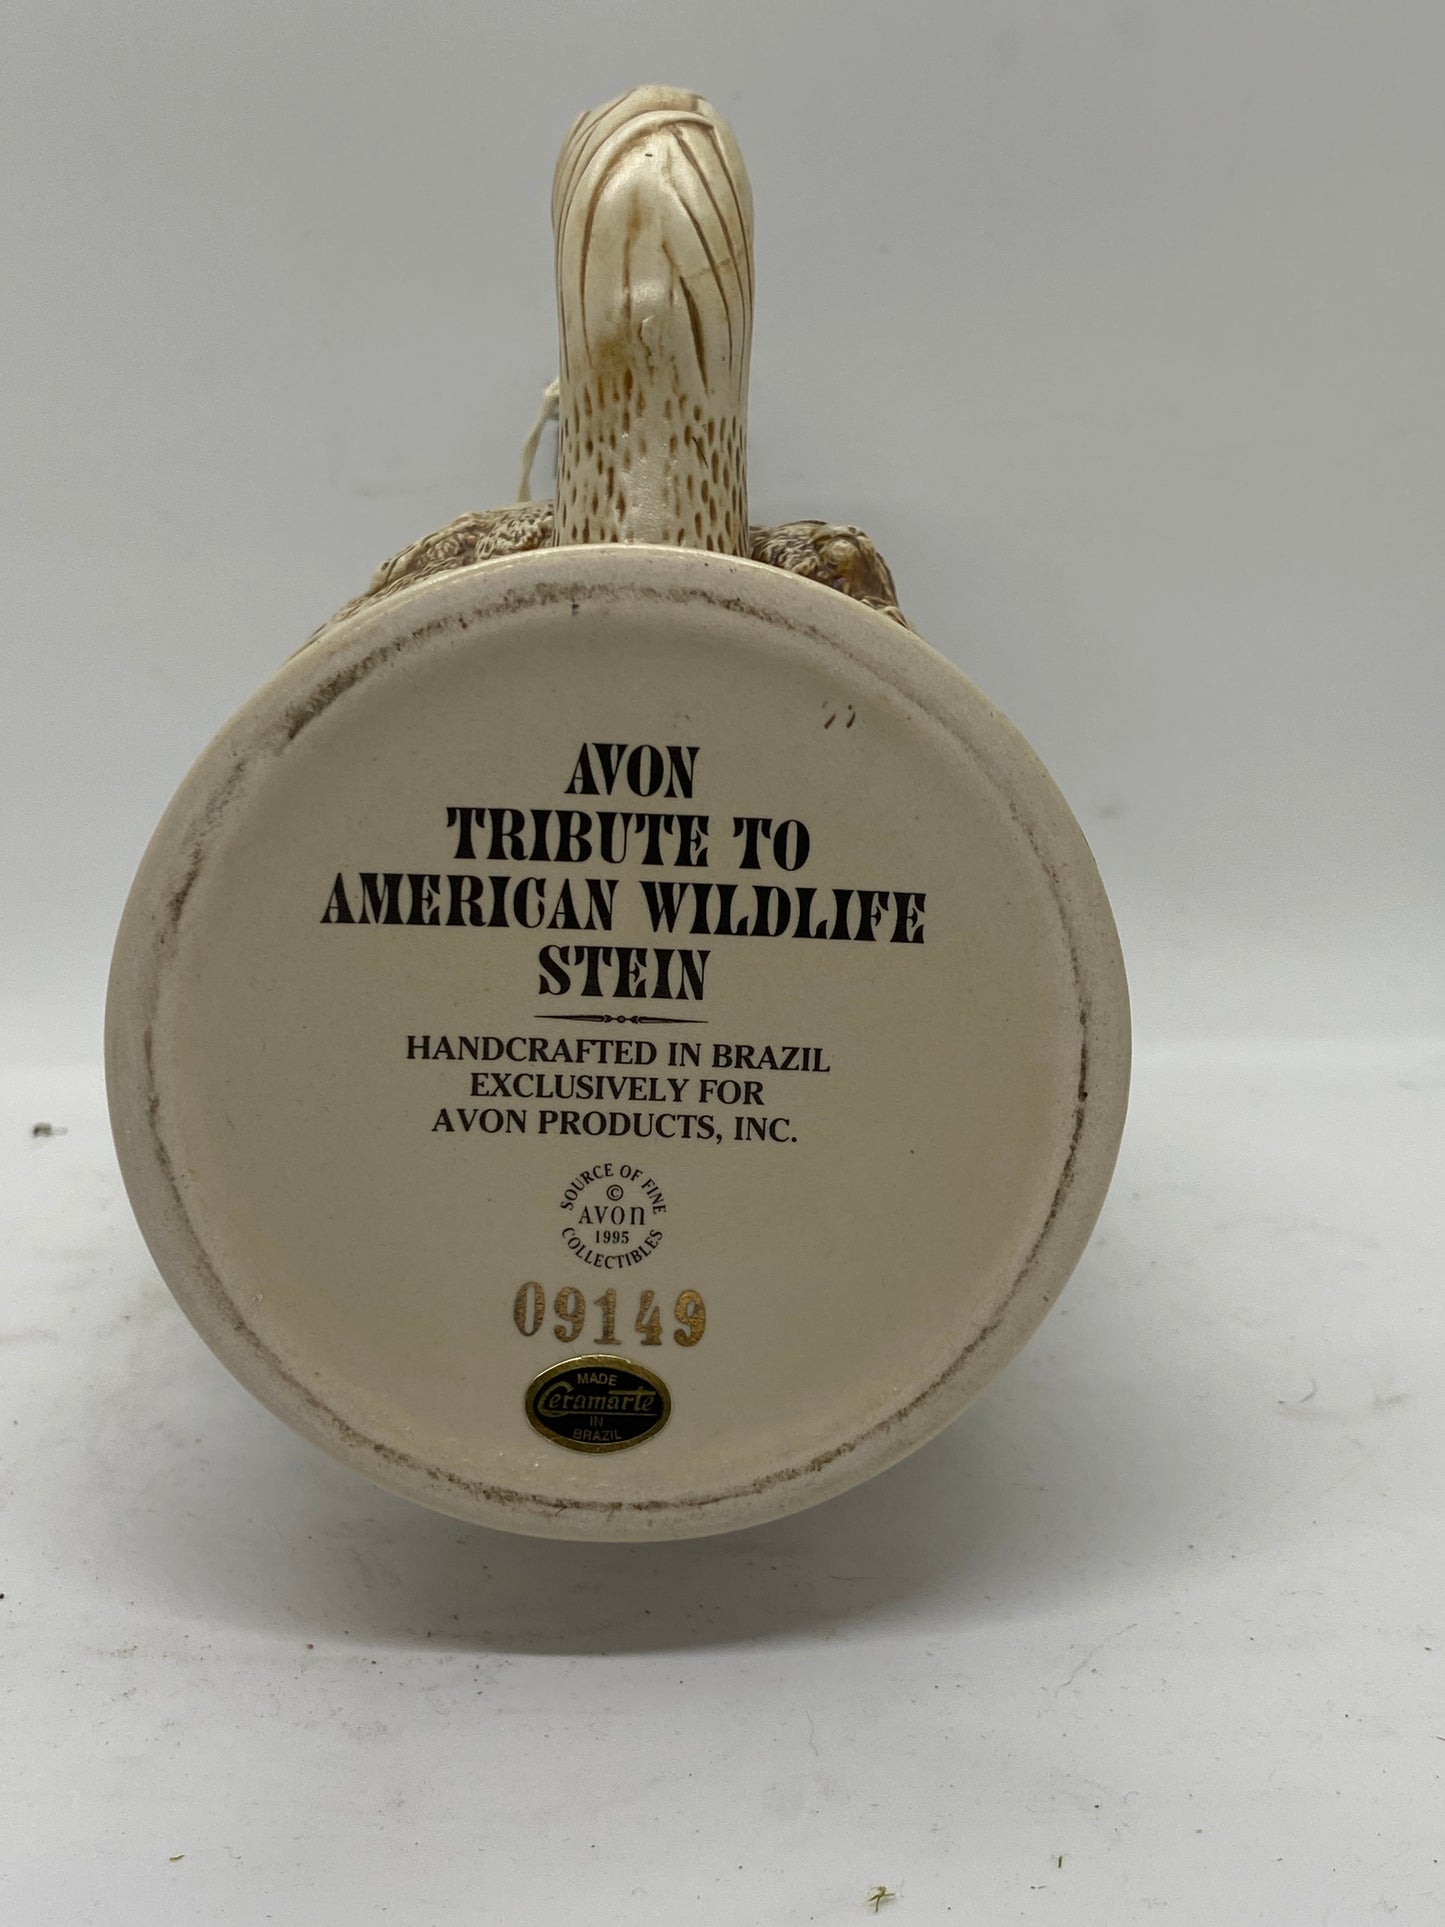 AVON
TRIBUTE TO
AMERICAN WILDLIFE
STEIN
HANDCRAFTED IN BRAZIL
EXCLUSIVELY FOR
AVON PRODUCTS, INC.
SOURCE OF FINE
©
AVON
1995
COLLECTIBLES
09149
MADE
Ceramarte
IN
BRAZIL